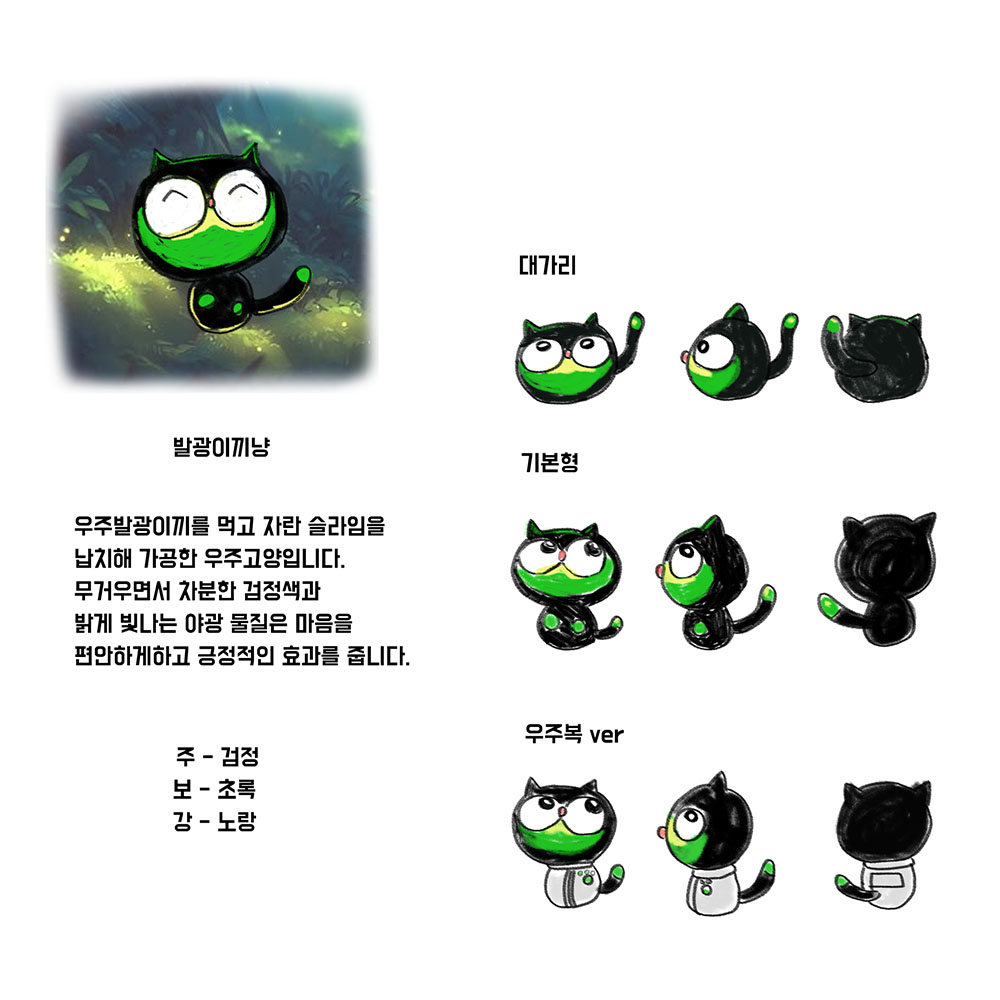 발광이끼냥
우주발광이끼를 먹고 자란 슬라임을
납치해 가공한 우주고양입니다.
무거우면서 차분한 검정색과
밝게 빛나는 야광 물질은 마음을
편안하게하고 긍정적인 효과를 줍니다.
주 - 검정
보 - 초록
강 - 노랑
대가리
기본형
우주복 ver